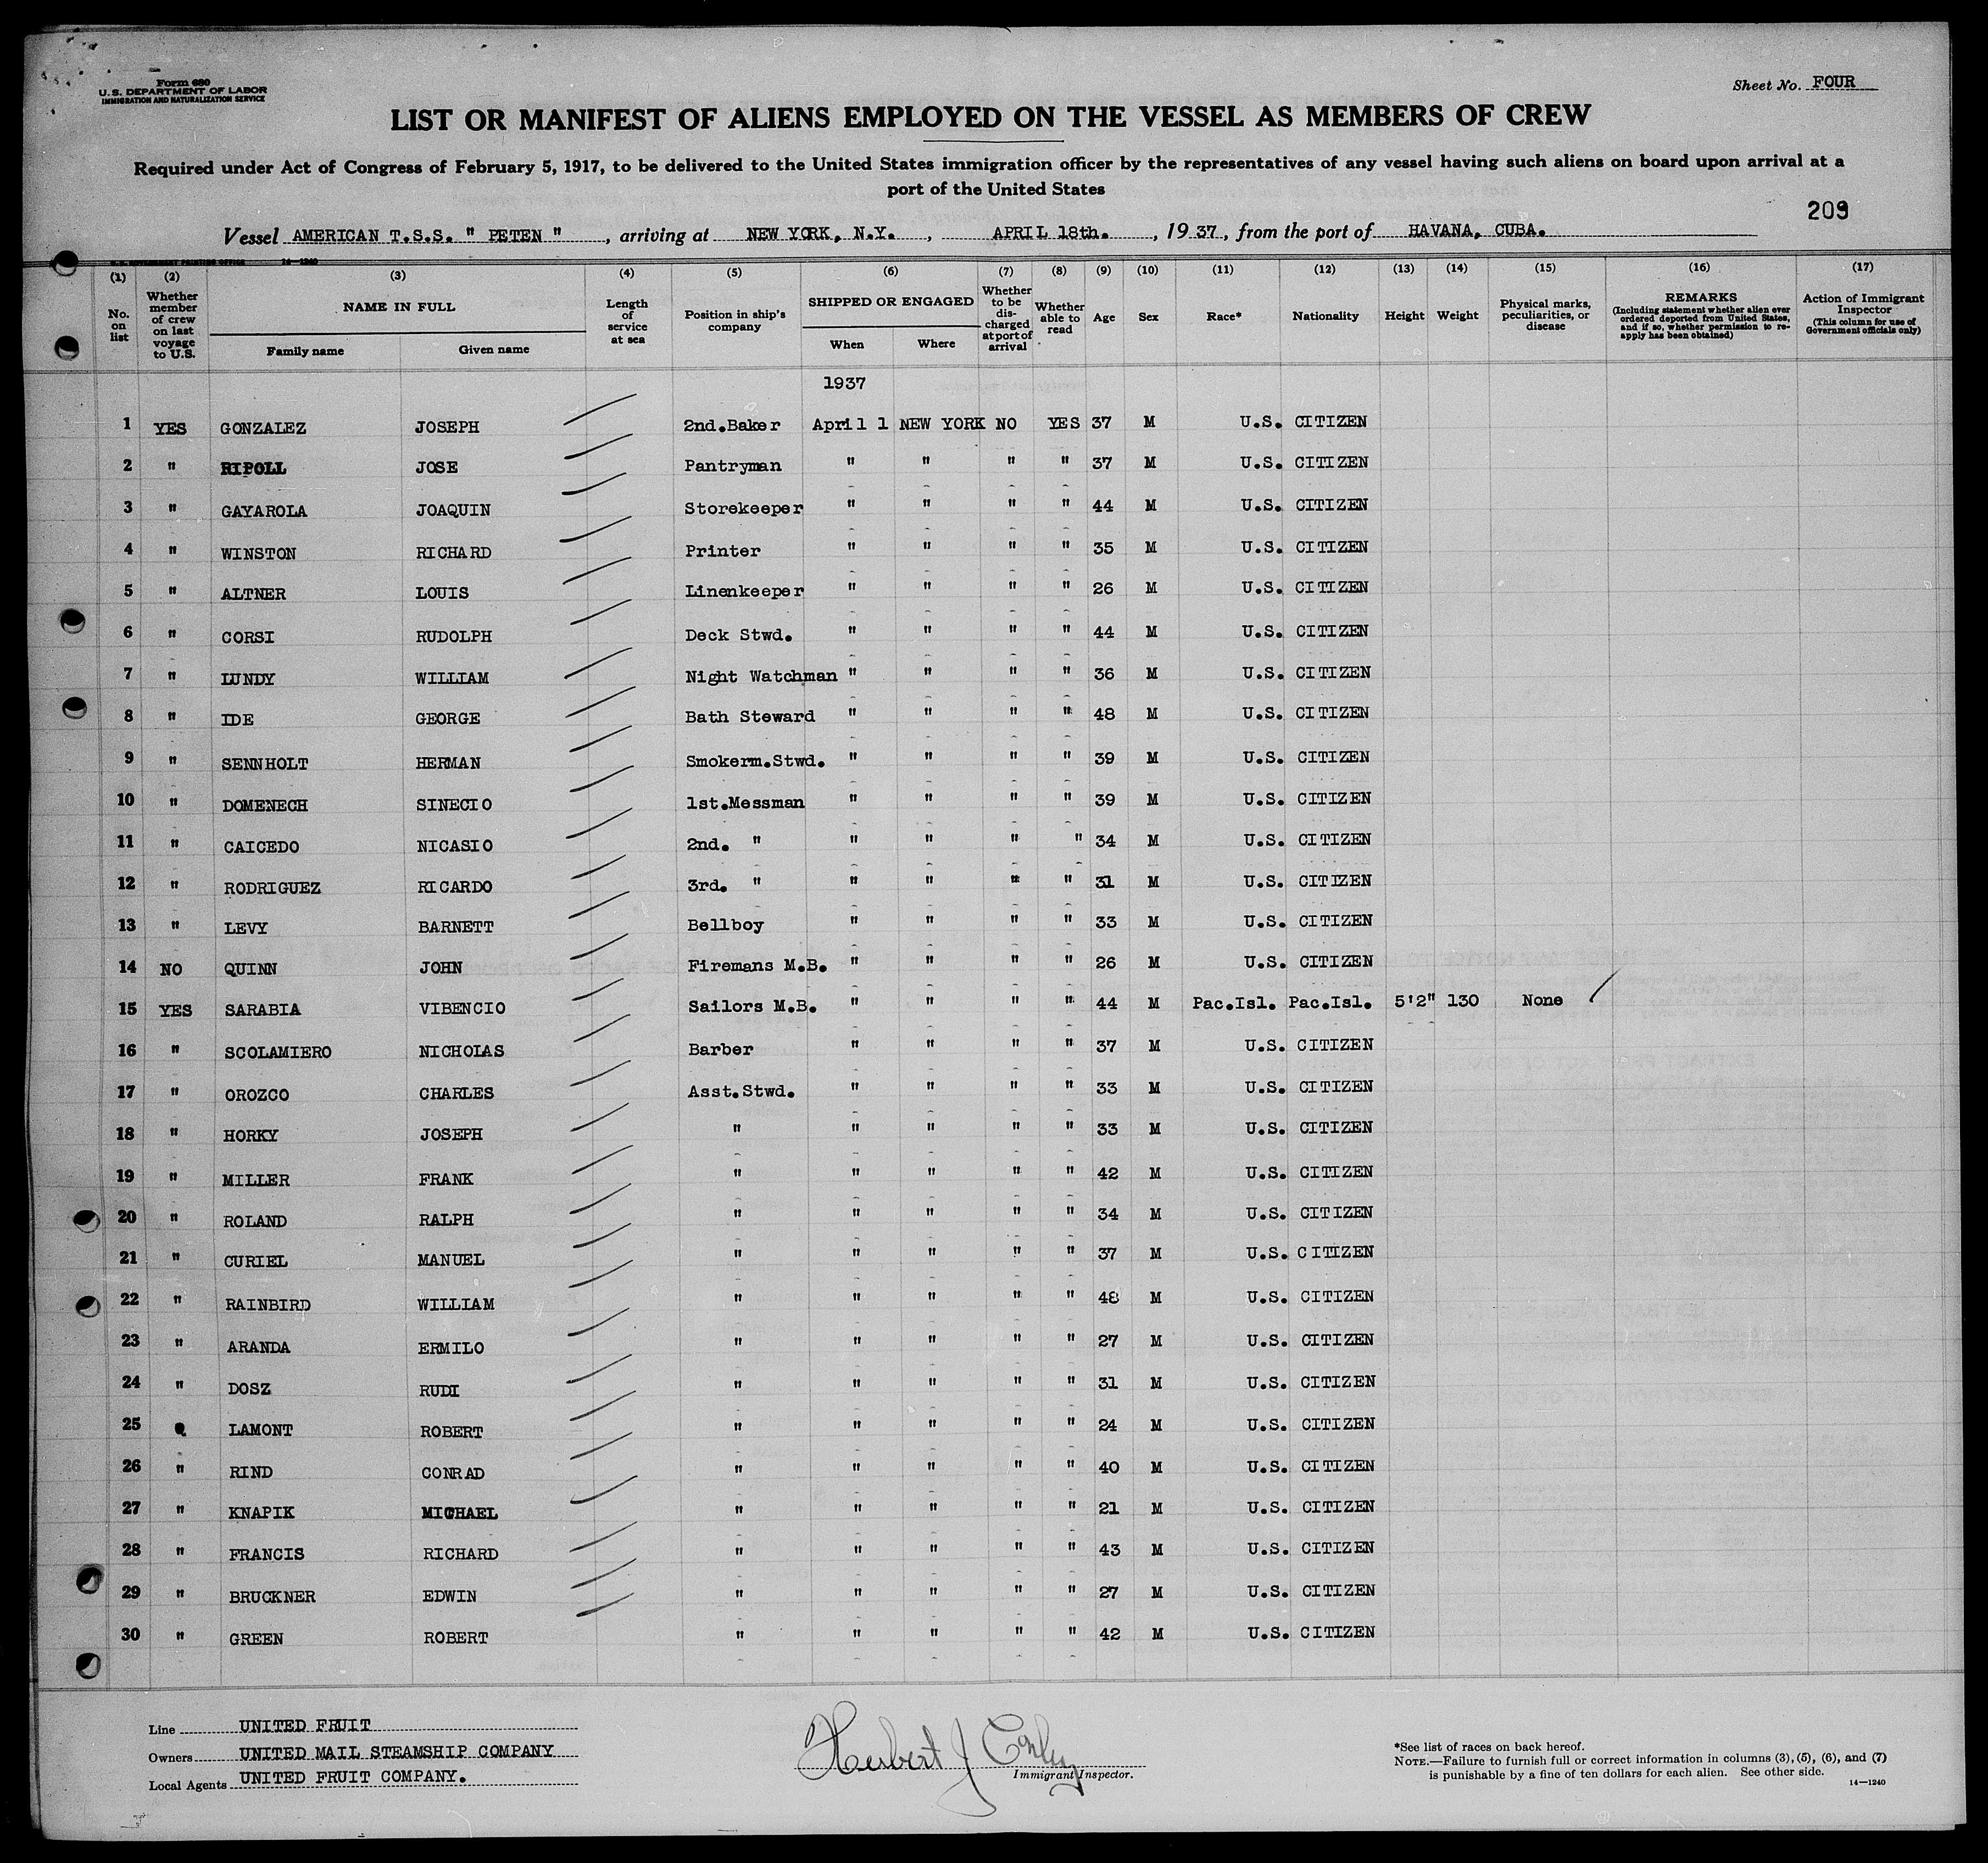 Form 680
U.S. DEPARTMENT OF LABOR
IMMIGRATION AND NATURALIZATION SERVICE
Sheet No. FOUR
LIST OR MANIFEST OF ALIENS EMPLOYED ON THE VESSEL AS MEMBERS OF CREW
Required under Act of Congress of February 5, 1917, to be delivered to the United States immigration officer by the representatives of any vessel having such aliens on board upon arrival at a
port of the United States
209
Vessel AMERICAN T.S.S. " PETEN " , arriving at NEW YORK, N.Y. , APRIL 18th. , 1937, from the port of HAVANA, CUBA.
U.S. GOVERNMENT PRINTING OFFICE 14—1240
(1) (2) (3) (4) (5) (6) (7) (8) (9) (10) (11) (12) (13) (14) (15) (16) (17)
No. on list
Whether member of crew on last voyage to U.S.
NAME IN FULL
Family name
Given name
Length of service at sea
Position in ship's company
SHIPPED OR ENGAGED
When
Where
Whether to be discharged at port of arrival
Whether able to read
Age
Sex
Race*
Nationality
Height
Weight
Physical marks, peculiarities, or disease
REMARKS
(Including statement whether alien ever ordered deported from United States, and if so, whether permission to re-apply has been obtained)
Action of Immigrant Inspector
(This column for use of Government officials only)
1937
1 YES GONZALEZ JOSEPH 2nd.Baker April 1 NEW YORK NO YES 37 M U.S. CITIZEN
2 " RIPOLL JOSE Pantryman " " " " 37 M U.S. CITIZEN
3 " GAYAROLA JOAQUIN Storekeeper " " " " 44 M U.S. CITIZEN
4 " WINSTON RICHARD Printer " " " " 35 M U.S. CITIZEN
5 " ALTNER LOUIS Linenkeeper " " " " 26 M U.S. CITIZEN
6 " CORSI RUDOLPH Deck Stwd. " " " " 44 M U.S. CITIZEN
7 " LUNDY WILLIAM Night Watchman " " " " 36 M U.S. CITIZEN
8 " IDE GEORGE Bath Steward " " " " 48 M U.S. CITIZEN
9 " SENNHOLT HERMAN Smokerm.Stwd. " " " " 39 M U.S. CITIZEN
10 " DOMENECH SINECIO 1st.Messman " " " " 39 M U.S. CITIZEN
11 " CAICEDO NICASIO 2nd. " " " " " 34 M U.S. CITIZEN
12 " RODRIGUEZ RICARDO 3rd. " " " " " 31 M U.S. CITIZEN
13 " LEVY BARNETT Bellboy " " " " 33 M U.S. CITIZEN
14 NO QUINN JOHN Firemans M.B. " " " " 26 M U.S. CITIZEN
15 YES SARABIA VIBENCIO Sailors M.B. " " " " 44 M Pac.Isl. Pac.Isl. 5'2" 130 None
16 " SCOLAMIERO NICHOLAS Barber " " " " 37 M U.S. CITIZEN
17 " OROZCO CHARLES Asst.Stwd. " " " " 33 M U.S. CITIZEN
18 " HORKY JOSEPH " " " " " 33 M U.S. CITIZEN
19 " MILLER FRANK " " " " " 42 M U.S. CITIZEN
20 " ROLAND RALPH " " " " " 34 M U.S. CITIZEN
21 " CURIEL MANUEL " " " " " 37 M U.S. CITIZEN
22 " RAINBIRD WILLIAM " " " " " 48 M U.S. CITIZEN
23 " ARANDA ERMILO " " " " " 27 M U.S. CITIZEN
24 " DOSZ RUDI " " " " " 31 M U.S. CITIZEN
25 LAMONT ROBERT " " " " " 24 M U.S. CITIZEN
26 " RIND CONRAD " " " " " 40 M U.S. CITIZEN
27 " KNAPIK MICHAEL " " " " " 21 M U.S. CITIZEN
28 " FRANCIS RICHARD " " " " " 43 M U.S. CITIZEN
29 " BRUCKNER EDWIN " " " " " 27 M U.S. CITIZEN
30 " GREEN ROBERT " " " " " 42 M U.S. CITIZEN
Line UNITED FRUIT
Owners UNITED MAIL STEAMSHIP COMPANY
Local Agents UNITED FRUIT COMPANY.
Herbert J
Immigrant Inspector.
*See list of races on back hereof.
NOTE.—Failure to furnish full or correct information in columns (3), (5), (6), and (7)
is punishable by a fine of ten dollars for each alien. See other side.
14—1240